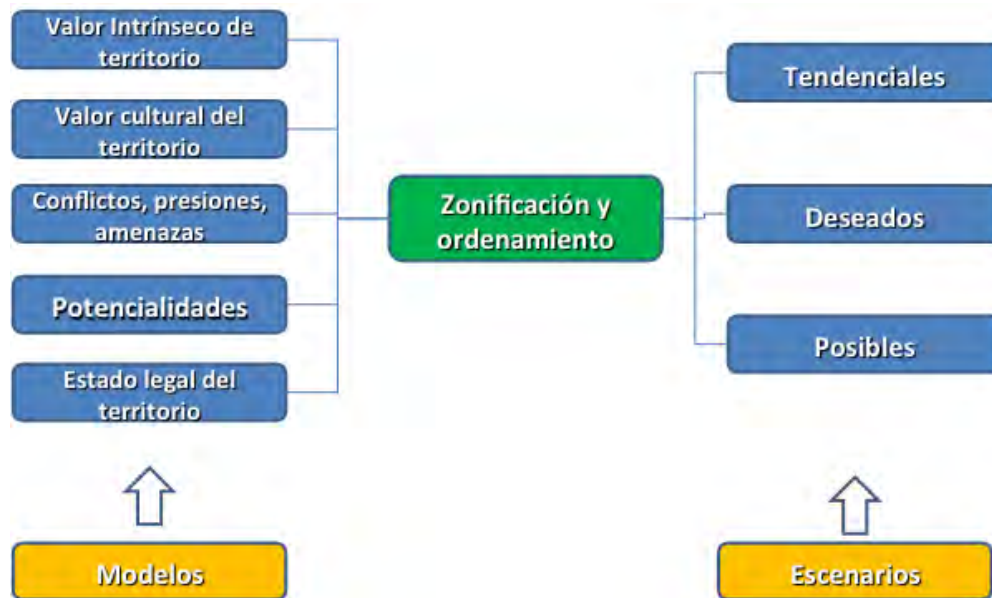 Valor Intrínseco de
territorio
Valor cultural del
territorio
Conflictos, presiones,
amenazas
Potencialidades
Estado legal del
territorio
Modelos
Zonificación y
ordenamiento
Tendenciales
Deseados
Posibles
Escenarios